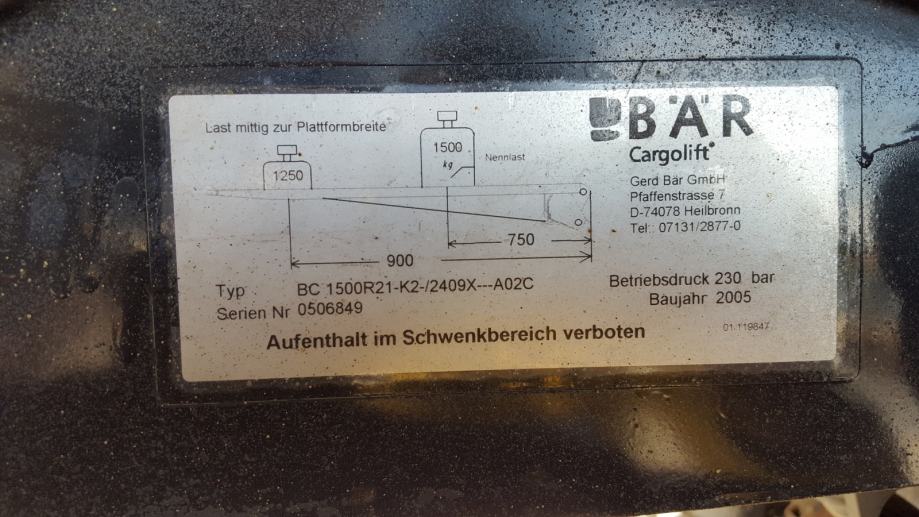 BÄR
Cargolift
Gerd Bär GmbH
Pfaffenstrasse 7
D-74078 Heilbronn
Tel.: 07131/2877-0
Last mittig zur Plattformbreite
1500
kg
Nennlast
1250
750
900
Typ BC 1500R21-K2-/2409X---A02C
Serien Nr 0506849
Betriebsdruck 230 bar
Baujahr 2005
Aufenthalt im Schwenkbereich verboten
01.119847